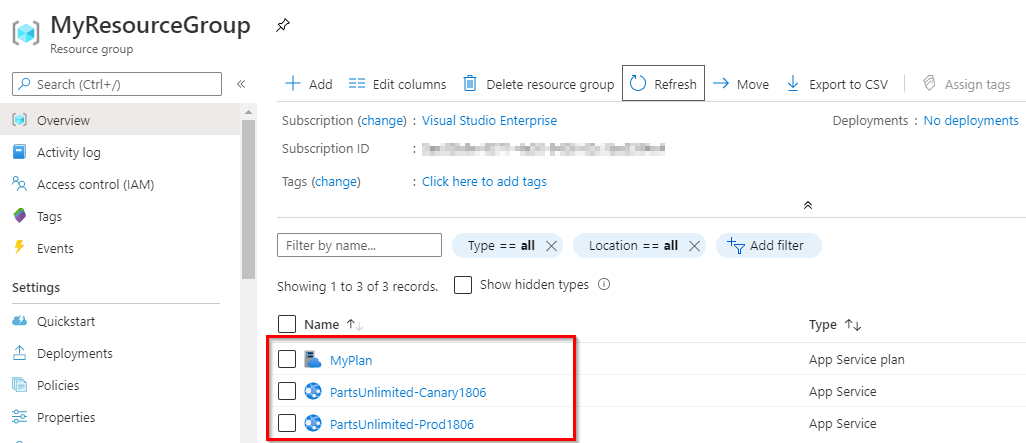 MyResourceGroup
Resource group
Search (Ctrl+/)
«
Overview
Activity log
Access control (IAM)
Tags
Events
Settings
Quickstart
Deployments
Policies
Properties
Add Edit columns Delete resource group Refresh Move Export to CSV Assign tags
Subscription (change) : Visual Studio Enterprise Deployments : No deployments
Subscription ID :
Tags (change) : Click here to add tags
Filter by name... Type == all Location == all Add filter
Showing 1 to 3 of 3 records. Show hidden types
Name Type
MyPlan App Service plan
PartsUnlimited-Canary1806 App Service
PartsUnlimited-Prod1806 App Service